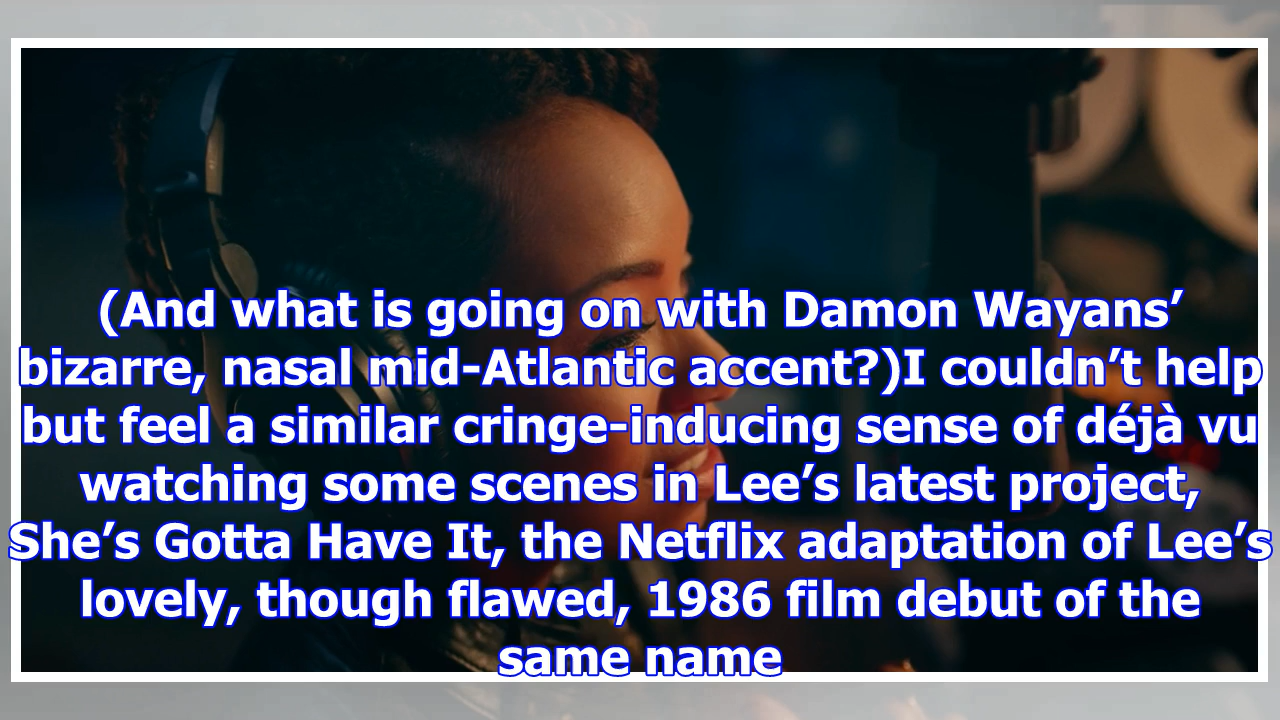 (And what is going on with Damon Wayans’
bizarre, nasal mid-Atlantic accent?)I couldn’t help
but feel a similar cringe-inducing sense of déjà vu
watching some scenes in Lee’s latest project,
She’s Gotta Have It, the Netflix adaptation of Lee’s
lovely, though flawed, 1986 film debut of the
same name